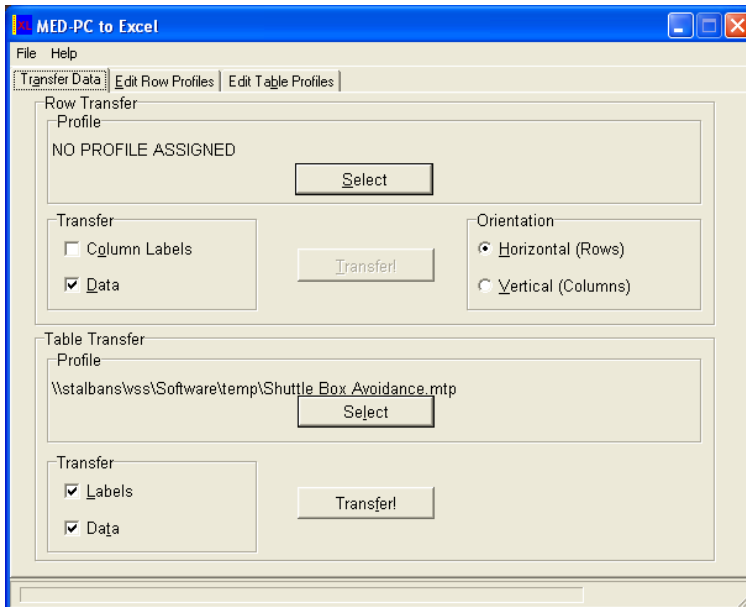 XL MED-PC to Excel
File Help
Transfer Data Edit Row Profiles Edit Table Profiles
Row Transfer
Profile
NO PROFILE ASSIGNED
Select
Transfer
Orientation
Column Labels
Horizontal (Rows)
Transfer!
Data
Vertical (Columns)
Table Transfer
Profile
\\stalbans\wss\Software\temp\Shuttle Box Avoidance.mtp
Select
Transfer
Labels
Transfer!
Data